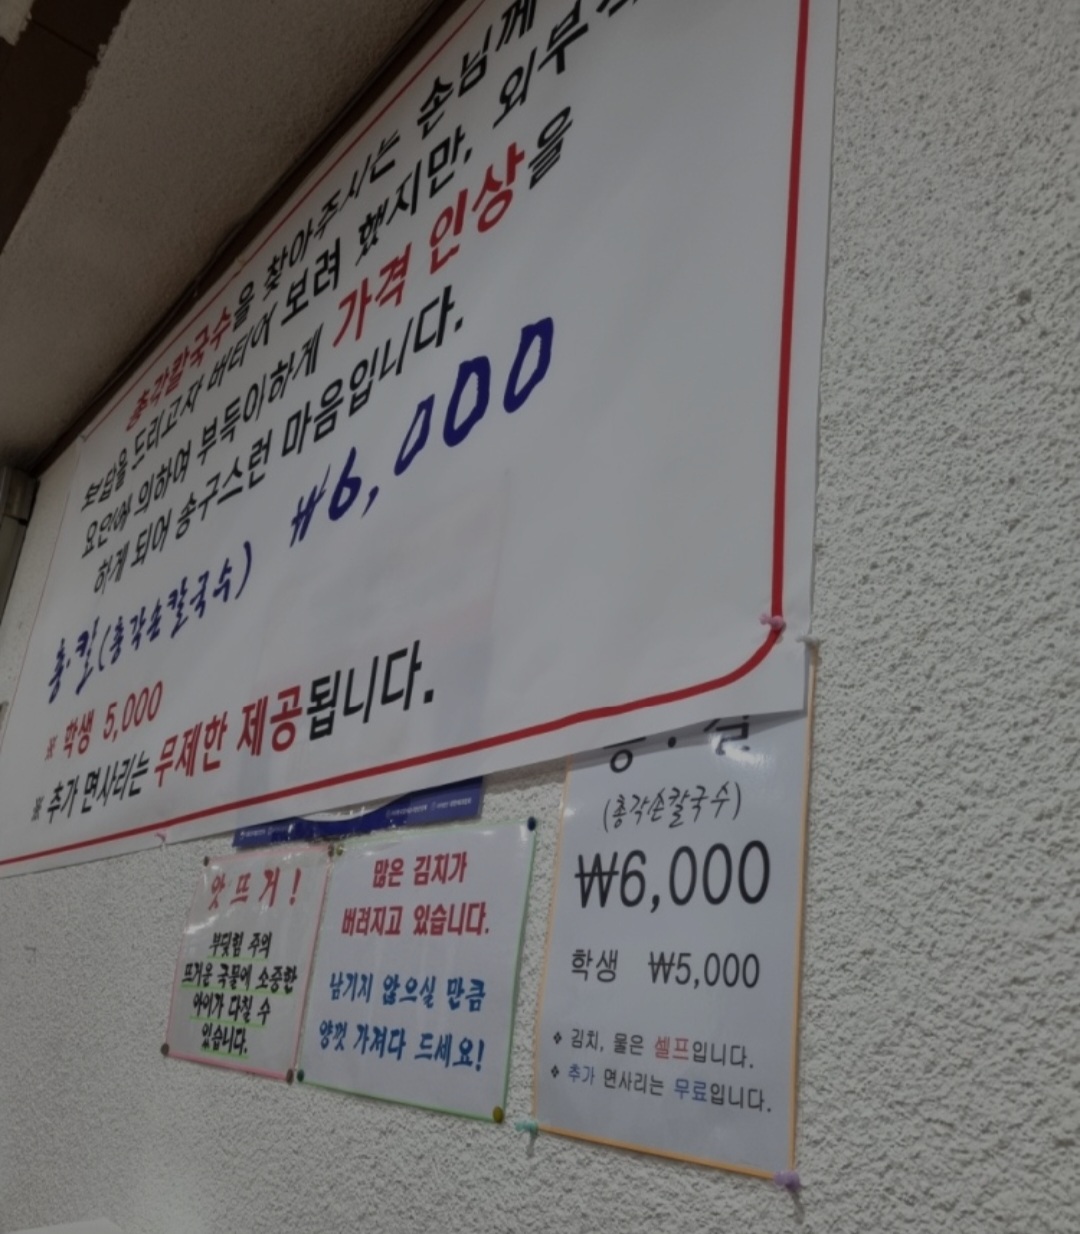 총각칼국수을 찾아주시는 손님께
보답을 드리고자 버티어 보려 했지만, 외부
요인에 의하여 부득이하게 가격 인상을
하게 되어 송구스런 마음입니다.
총.칼(총각손칼국수) ₩6,000
※ 학생 5,000
※ 추가 면사리는 무제한 제공됩니다.
앗 뜨거!
부딪힘 주의
뜨거운 국물에 소중한
아이가 다칠 수
있습니다.
많은 김치가
버려지고 있습니다.
남기지 않으실 만큼
양껏 가져다 드세요!
총.칼
(총각손칼국수)
₩6,000
학생 ₩5,000
❖ 김치, 물은 셀프입니다.
❖ 추가 면사리는 무료입니다.